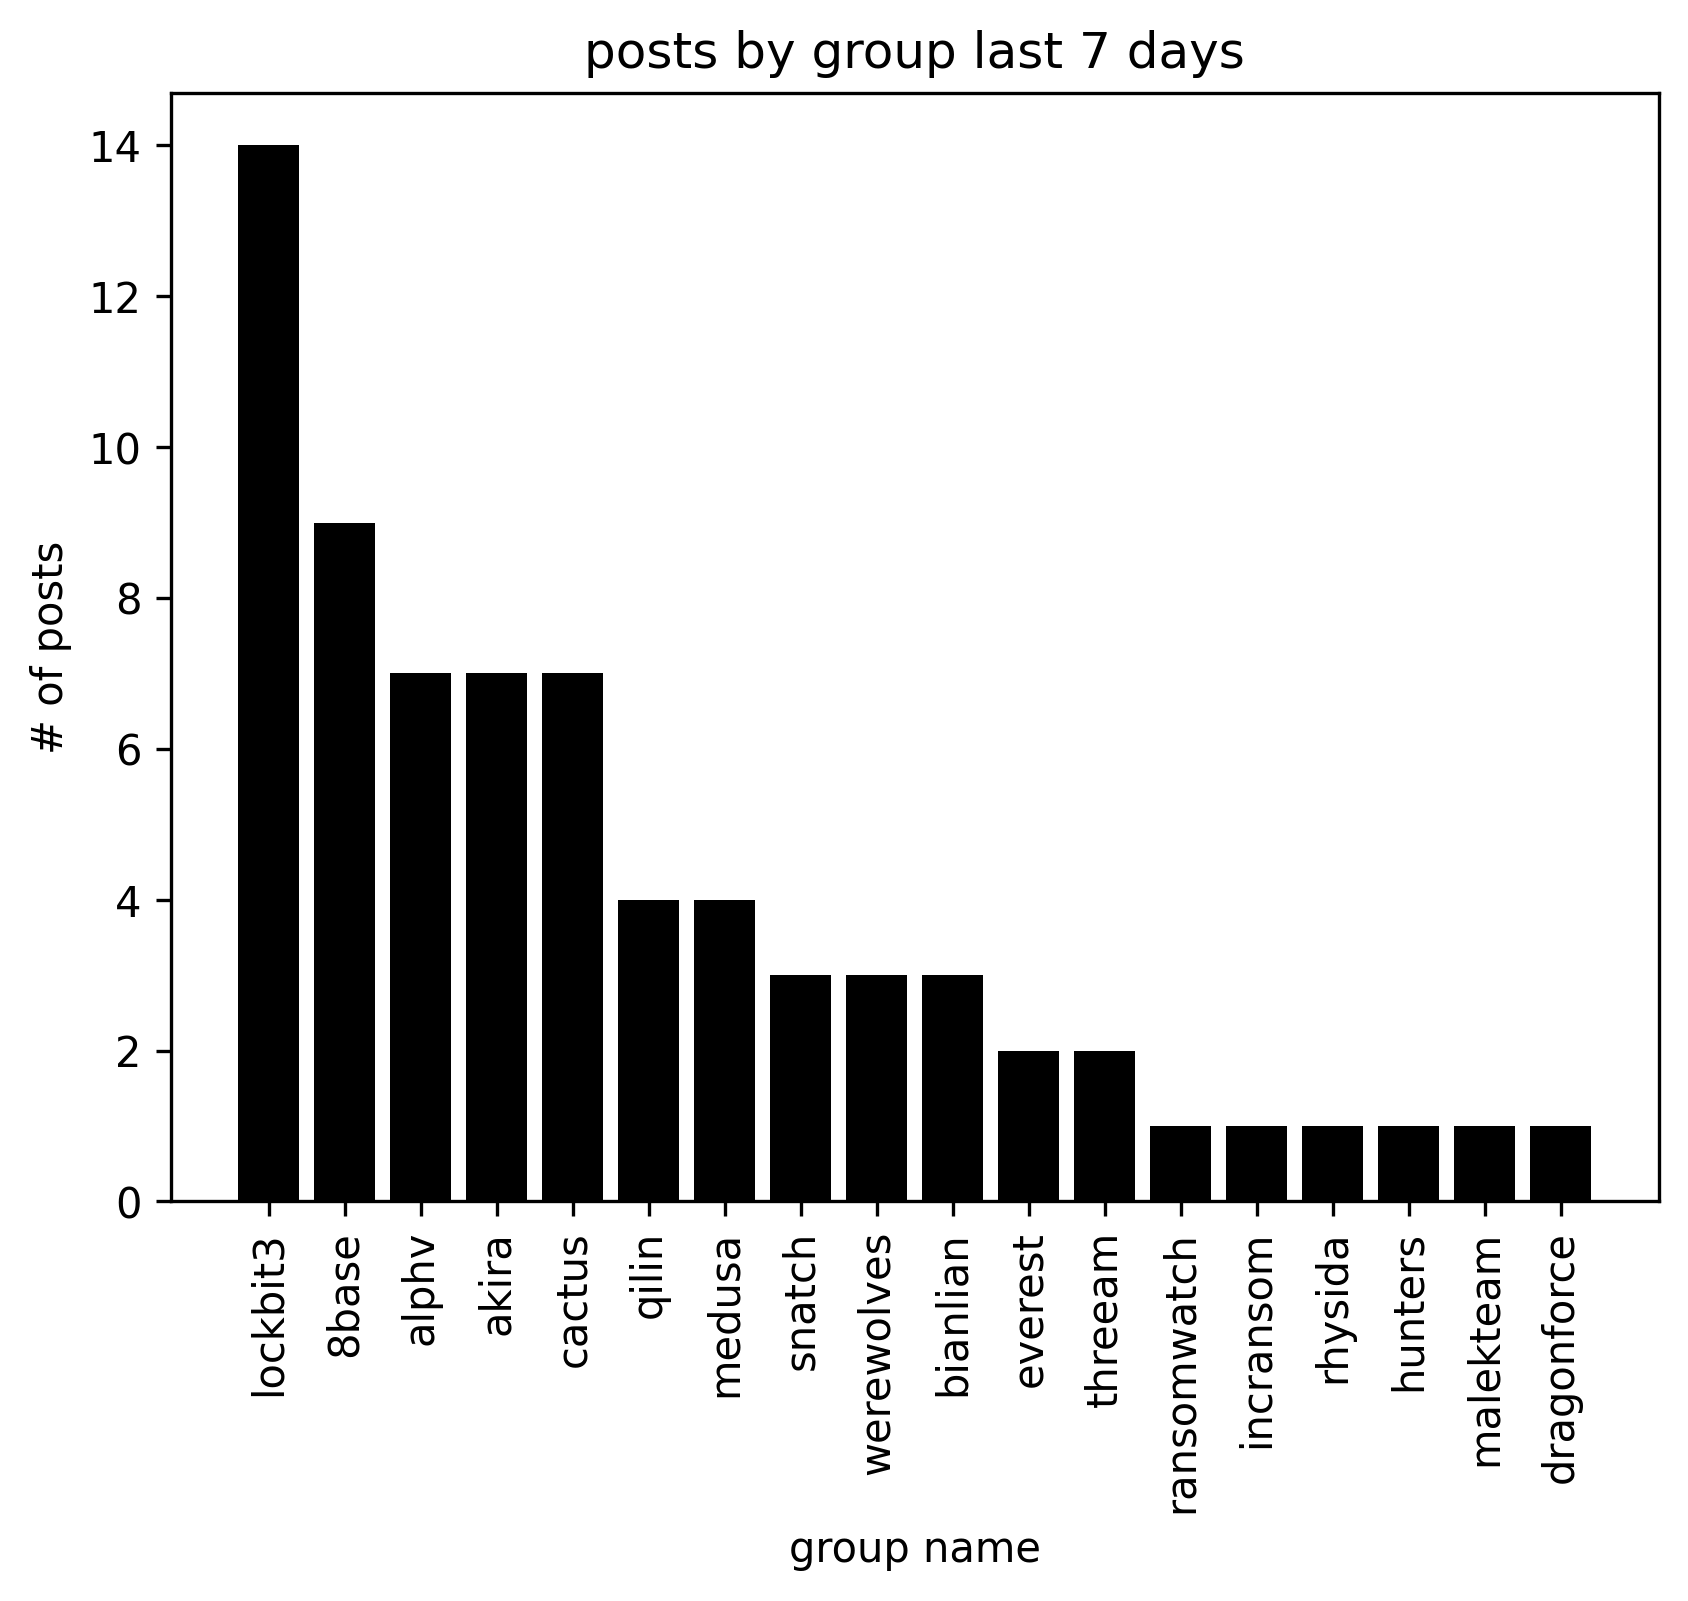 posts by group last 7 days
14
12
10
8
6
4
2
0
# of posts
lockbit3
8base
alphv
akira
cactus
qilin
medusa
snatch
werewolves
bianlian
everest
threeam
ransomwatch
incransom
rhysida
hunters
malekteam
dragonforce
group name